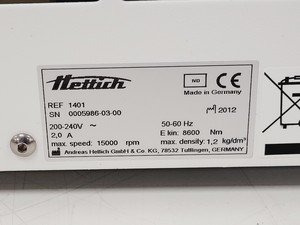 Hettich
IVD CE
Made in Germany
REF 1401
SN 0005986-03-00
2012
200-240V ~ 50-60 Hz
2,0 A E kin: 8600 Nm
max. speed: 15000 rpm max. density: 1,2 kg/dm³
Andreas Hettich GmbH & Co. KG, 78532 Tuttlingen, GERMANY